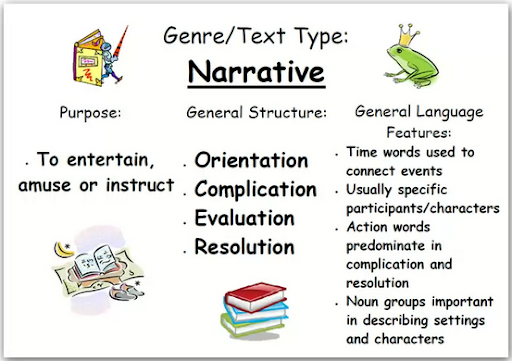 Genre/Text Type:
Narrative
Purpose:
. To entertain,
amuse or instruct
General Structure:
. Orientation
. Complication
. Evaluation
. Resolution
General Language
Features:
. Time words used to
connect events
. Usually specific
participants/characters
. Action words
predominate in
complication and
resolution
. Noun groups important
in describing settings
and characters